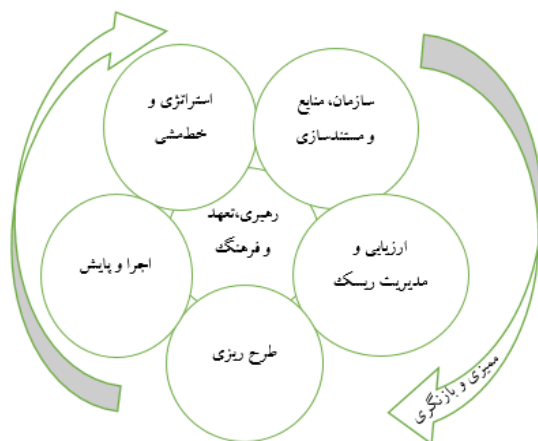 استراتژی و
خط‌مشی
سازمان، منابع
و مستندسازی
رهبری،تعهد
و فرهنگ
ارزیابی و
مدیریت ریسک
اجرا و پایش
طرح ریزی
ممیزی و بازنگری